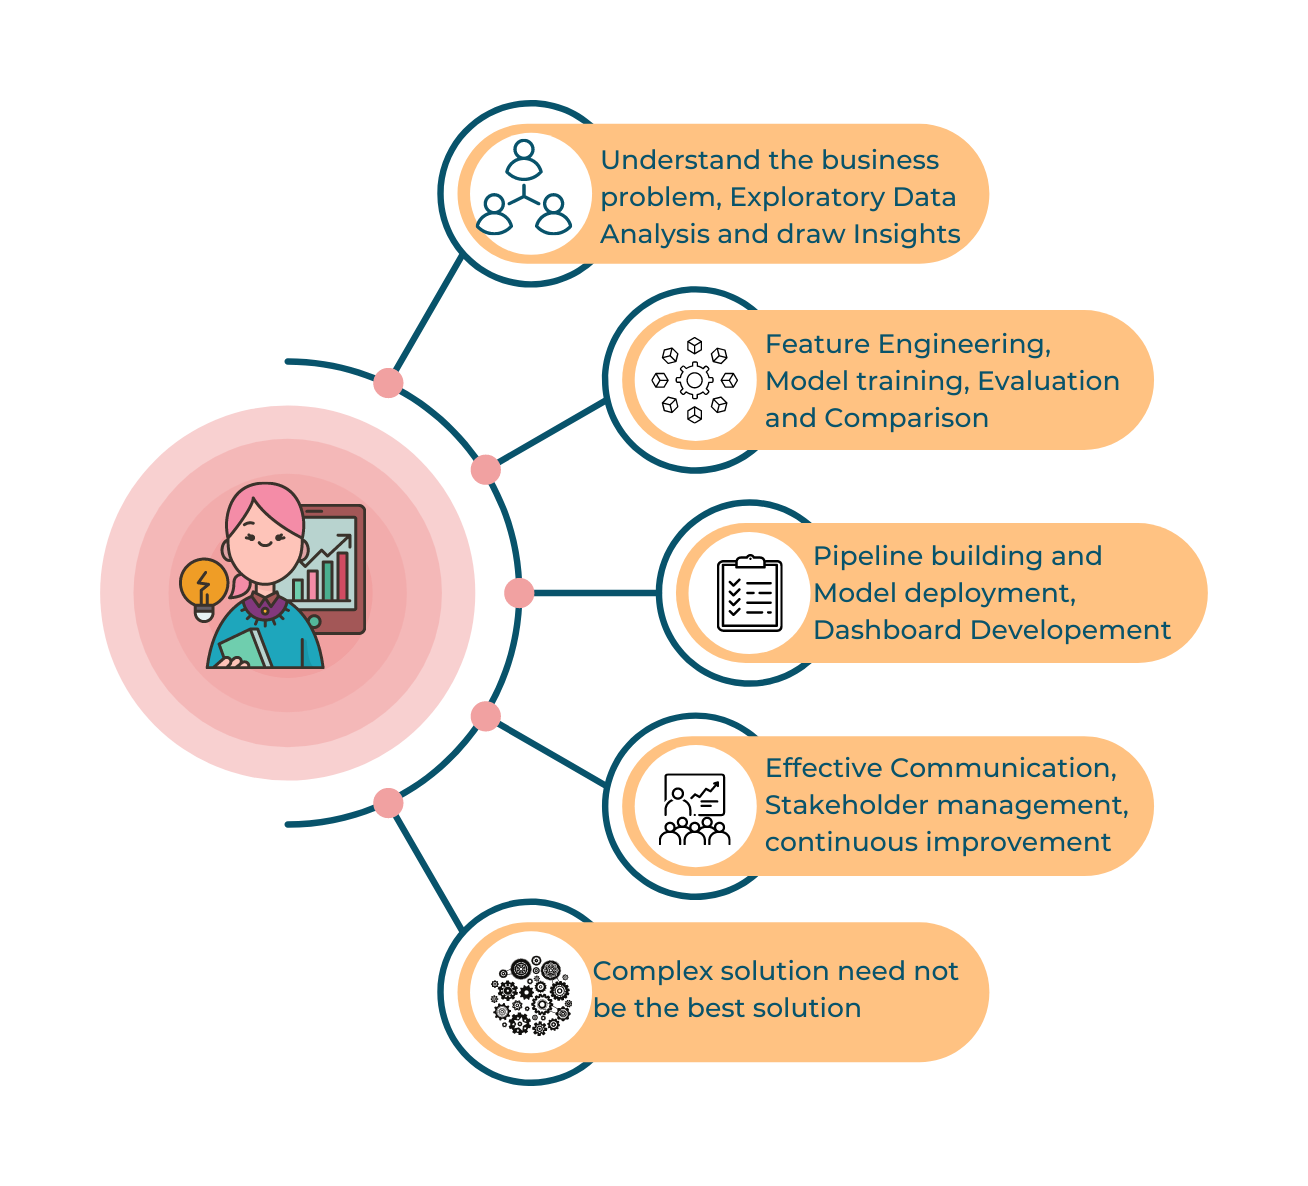 Understand the business
problem, Exploratory Data
Analysis and draw Insights
Feature Engineering,
Model training, Evaluation
and Comparison
Pipeline building and
Model deployment,
Dashboard Developement
Effective Communication,
Stakeholder management,
continuous improvement
Complex solution need not
be the best solution